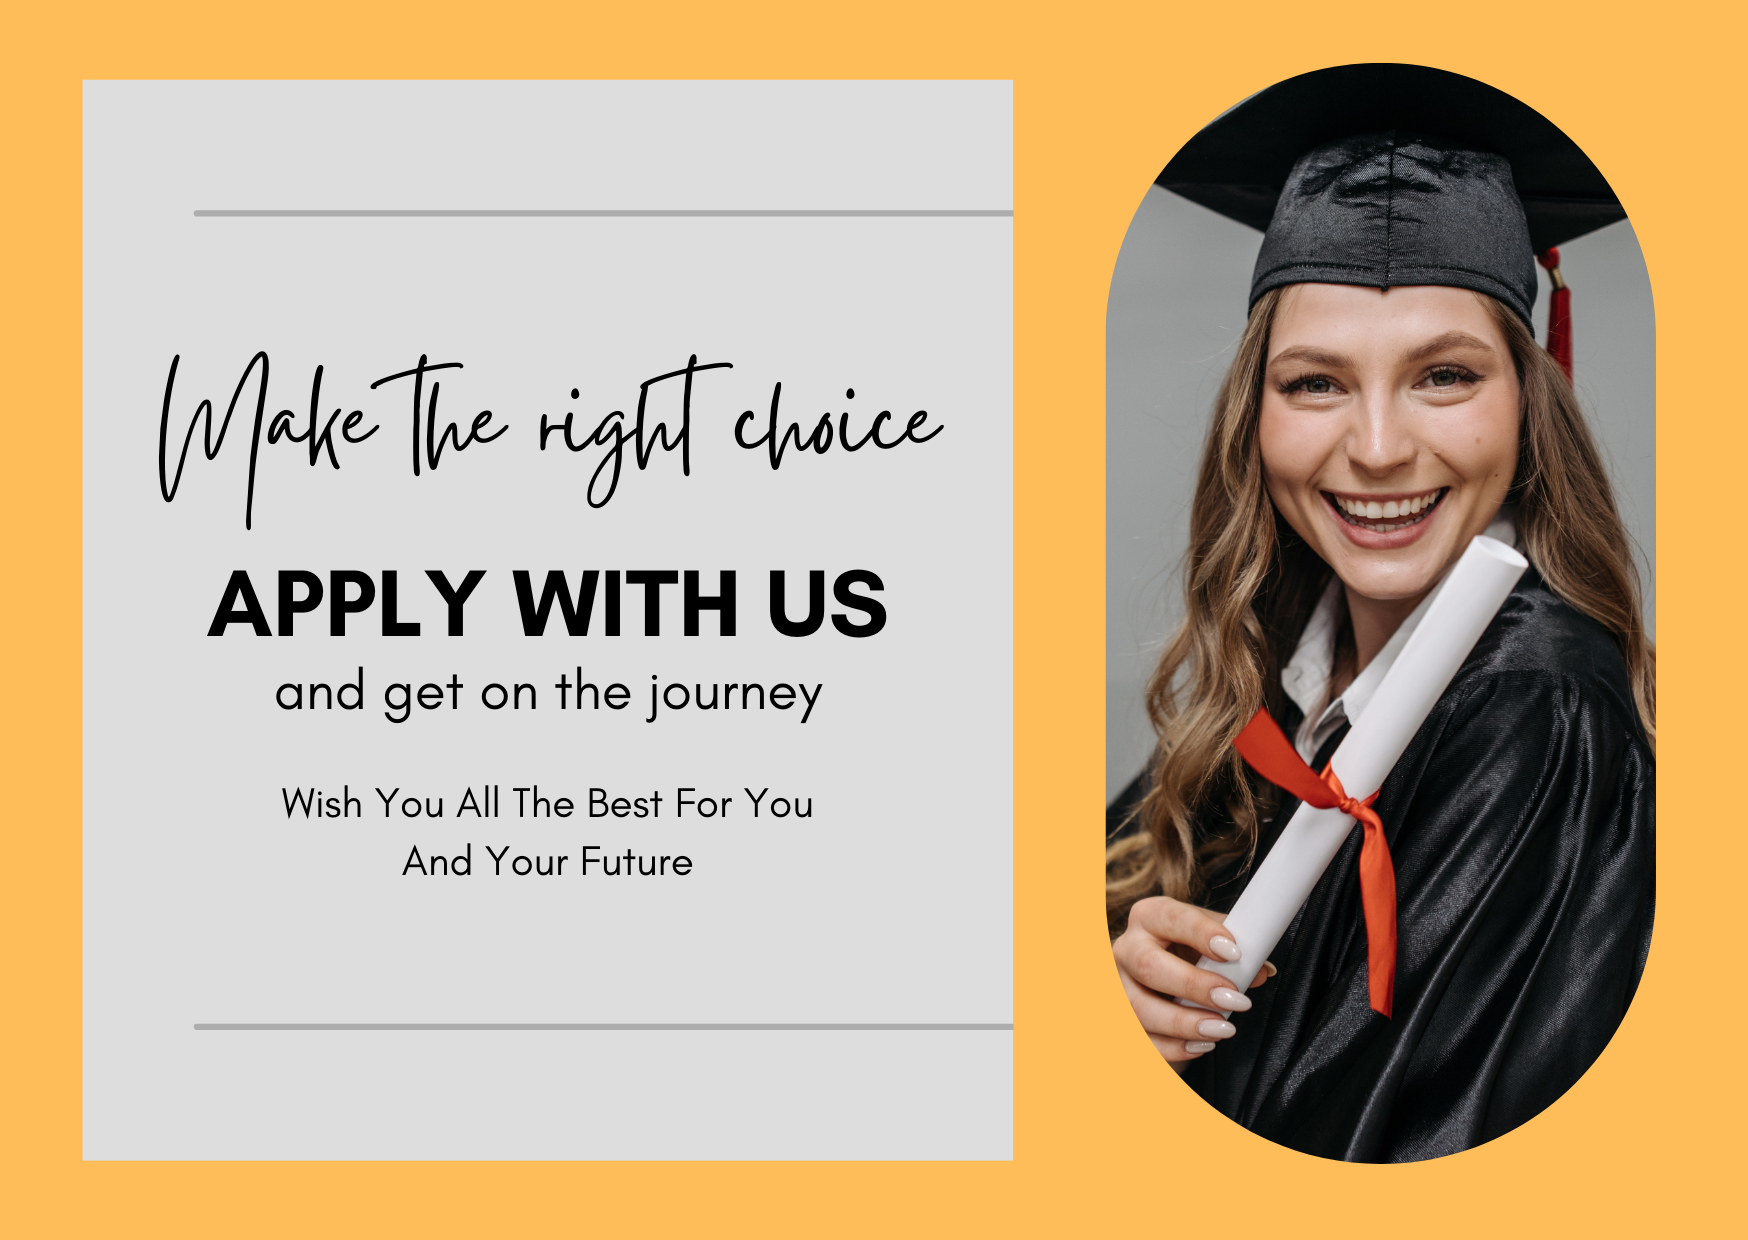 Make the right choice
APPLY WITH US
and get on the journey
Wish You All The Best For You
And Your Future